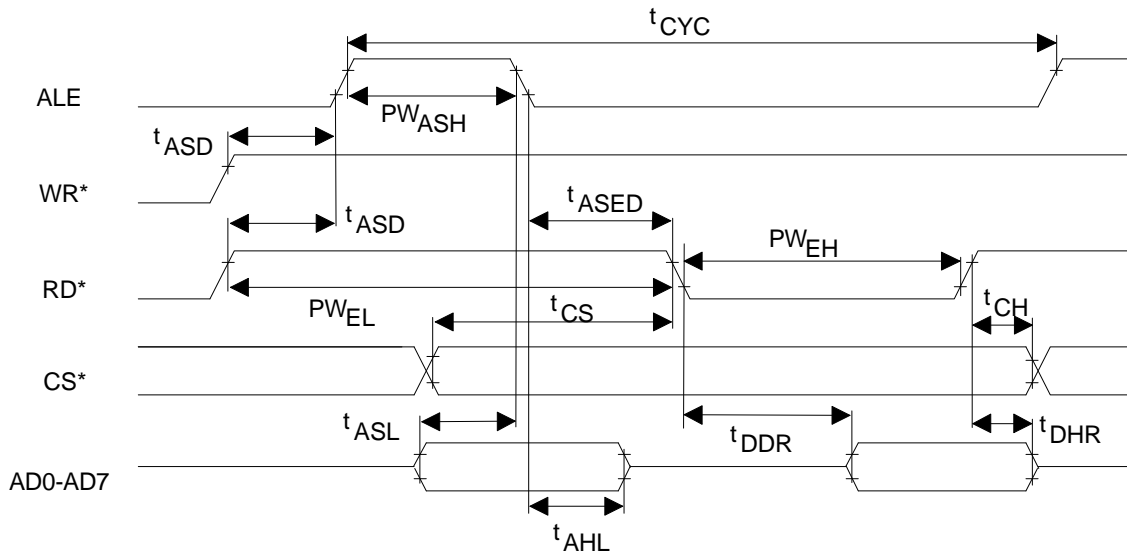 tCYC
ALE
PWASH
tASD
WR*
tASD
tASED
PWEH
RD*
PWEL
tCS
tCH
CS*
tASL
tDDR
tDHR
AD0-AD7
tAHL